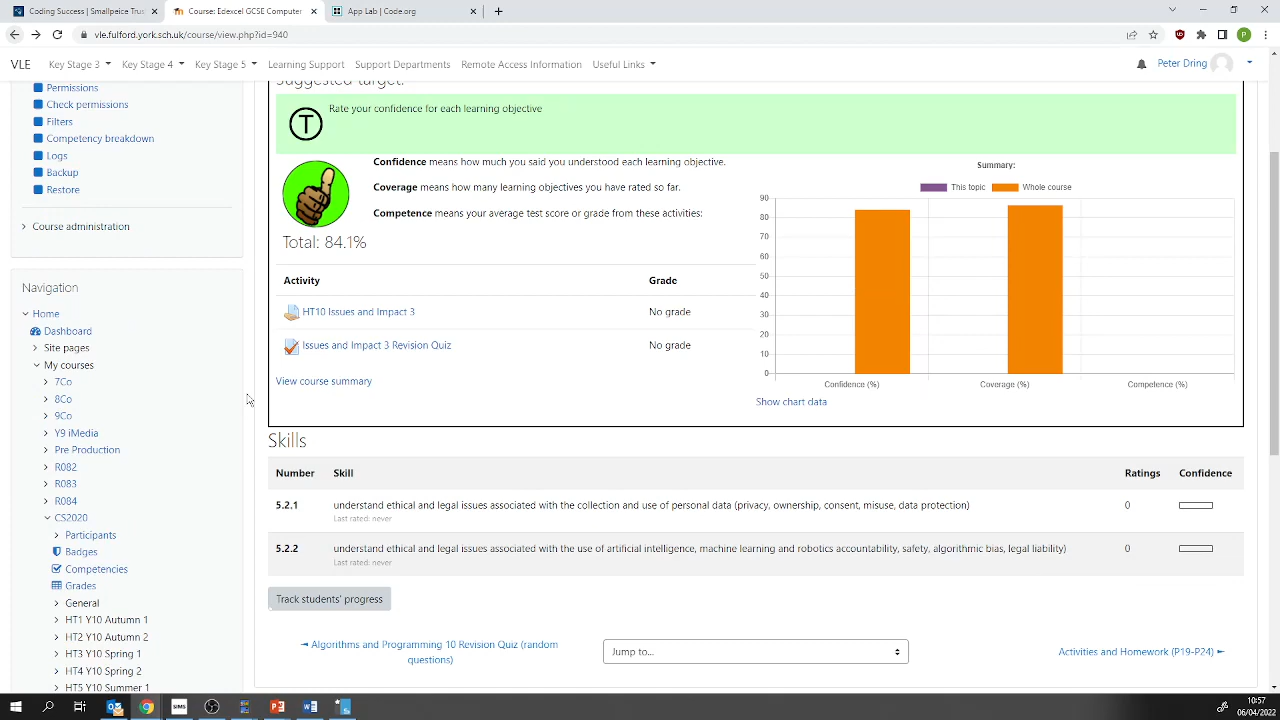 Coding Success | Smallpeice Trus
Course: Edexcel GCSE Computer
App Lab | Code.org
vle.fulford.york.sch.uk/course/view.php?id=940
P
VLE
Key Stage 3
Key Stage 4
Key Stage 5
Learning Support
Support Departments
Remote Access Information
Useful Links
Peter Dring
Permissions
Check permissions
Filters
Competency breakdown
Logs
Backup
Restore
Course administration
Navigation
Home
Dashboard
Site pages
My courses
7Co
8Co
9Co
Y9 iMedia
Pre Production
R082
R083
R084
CS2020
Participants
Badges
Competencies
Grades
General
HT1 Y10 Autumn 1
HT2 Y10 Autumn 2
HT3 Y10 Spring 1
HT4 Y10 Spring 2
HT5 Y10 Summer 1
Suggested target:
T
Rate your confidence for each learning objective
Confidence means how much you said you understood each learning objective.
Coverage means how many learning objectives you have rated so far.
Competence means your average test score or grade from these activities:
Total: 84.1%
Activity Grade
HT10 Issues and Impact 3 No grade
Issues and Impact 3 Revision Quiz No grade
View course summary
Summary:
This topic Whole course
90
80
70
60
50
40
30
20
10
0
Confidence (%) Coverage (%) Competence (%)
Show chart data
Skills
Number Skill Ratings Confidence
5.2.1 understand ethical and legal issues associated with the collection and use of personal data (privacy, ownership, consent, misuse, data protection) 0
Last rated: never
5.2.2 understand ethical and legal issues associated with the use of artificial intelligence, machine learning and robotics accountability, safety, algorithmic bias, legal liability) 0
Last rated: never
Track students' progress
◄ Algorithms and Programming 10 Revision Quiz (random
questions)
Jump to...
Activities and Homework (P19-P24) ►
SIMS
10:57
06/04/2022